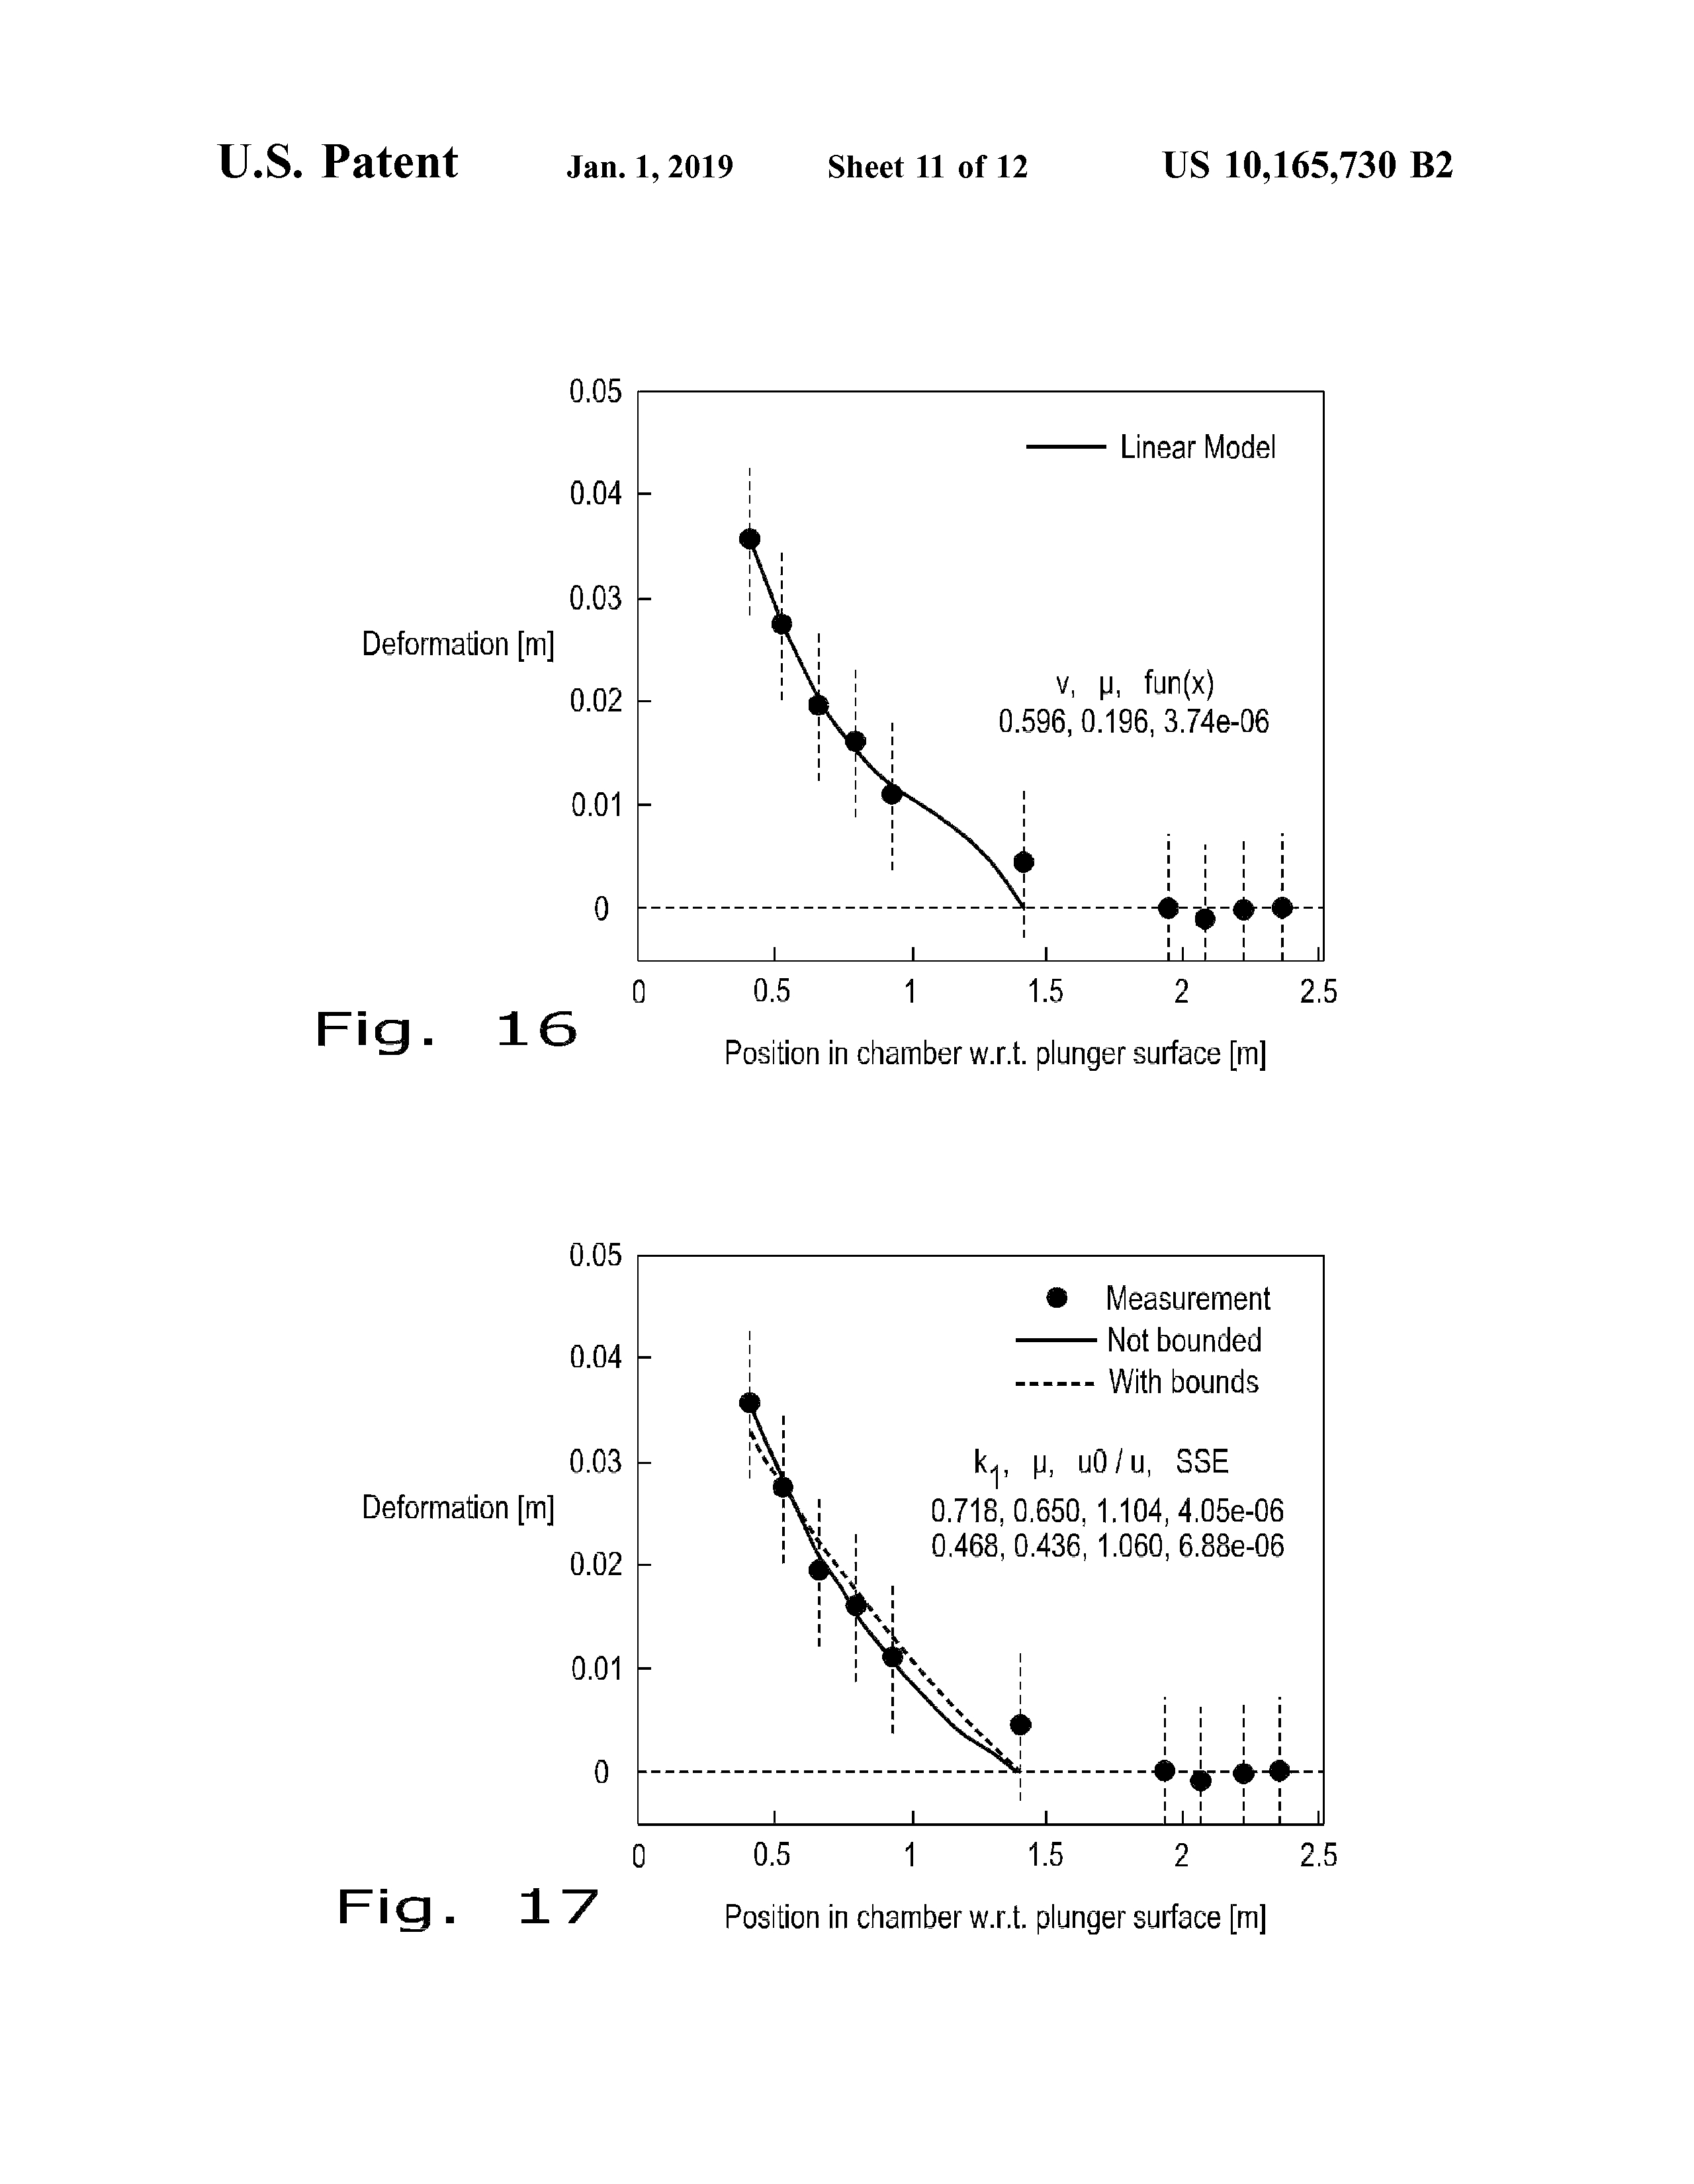 U.S. Patent Jan. 1, 2019 Sheet 11 of 12 US 10,165,730 B2
0.05
Linear Model
0.04
0.03
Deformation [m]
v, μ, fun(x)
0.02
0.596, 0.196, 3.74e-06
0.01
0
0 0.5 1 1.5 2 2.5
Fig. 16
Position in chamber w.r.t. plunger surface [m]
0.05
Measurement
Not bounded
0.04
With bounds
0.03
k1, μ, u0 / u, SSE
Deformation [m]
0.718, 0.650, 1.104, 4.05e-06
0.468, 0.436, 1.060, 6.88e-06
0.02
0.01
0
0 0.5 1 1.5 2 2.5
Fig. 17
Position in chamber w.r.t. plunger surface [m]